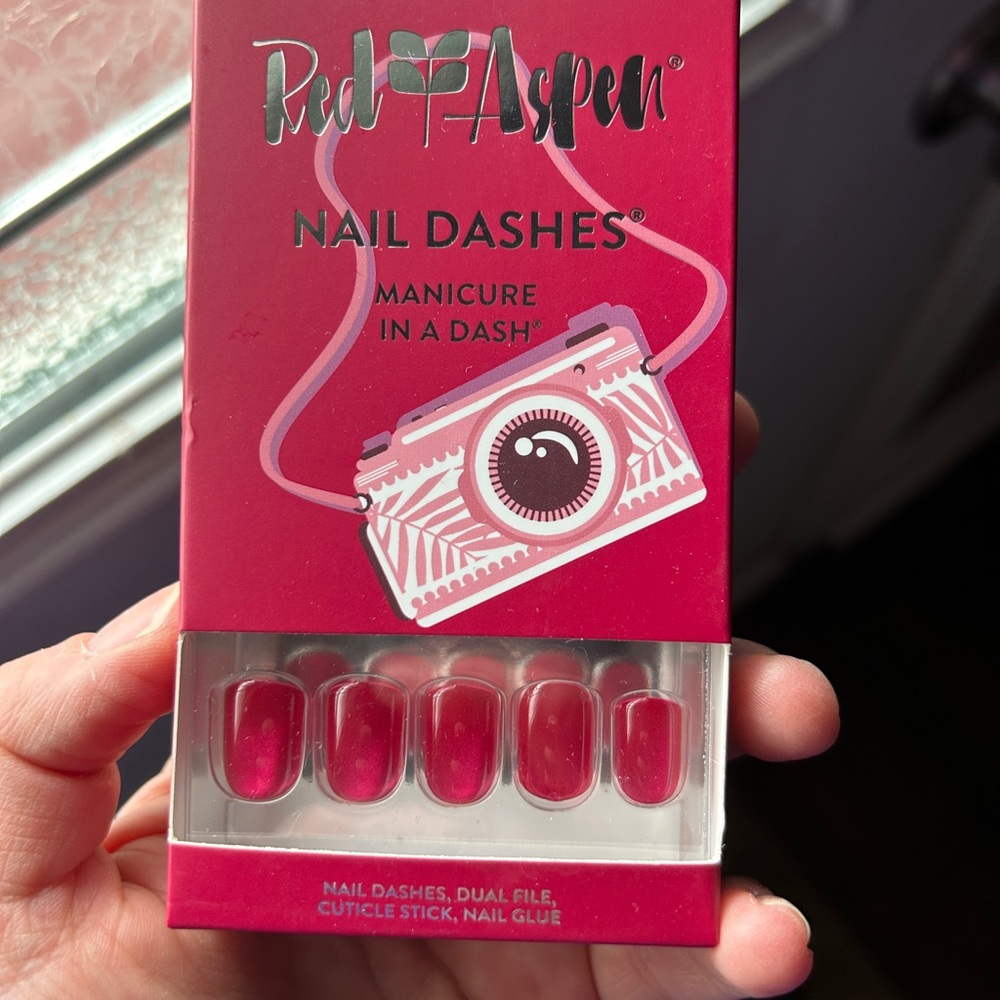 Red Aspen®
NAIL DASHES®
MANICURE
IN A DASH®
NAIL DASHES, DUAL FILE,
CUTICLE STICK, NAIL GLUE